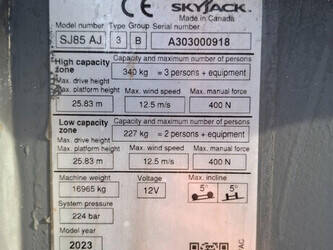 CE SKYJACK
Made in Canada
Model number Type Group Serial number
SJ85 AJ 3 B A303000918
High capacity zone
Capacity and maximum number of persons
340 kg = 3 persons + equipment
Max. drive height
Max. platform height Max. wind speed Max. manual force
25.83 m 12.5 m/s 400 N
Low capacity zone
Capacity and maximum number of persons
227 kg = 2 persons + equipment
Max. drive height
Max. platform height Max. wind speed Max. manual force
25.83 m 12.5 m/s 400 N
Machine weight Voltage Max. incline
16965 kg 12V 5° 5°
System pressure
224 bar
Model year
2023